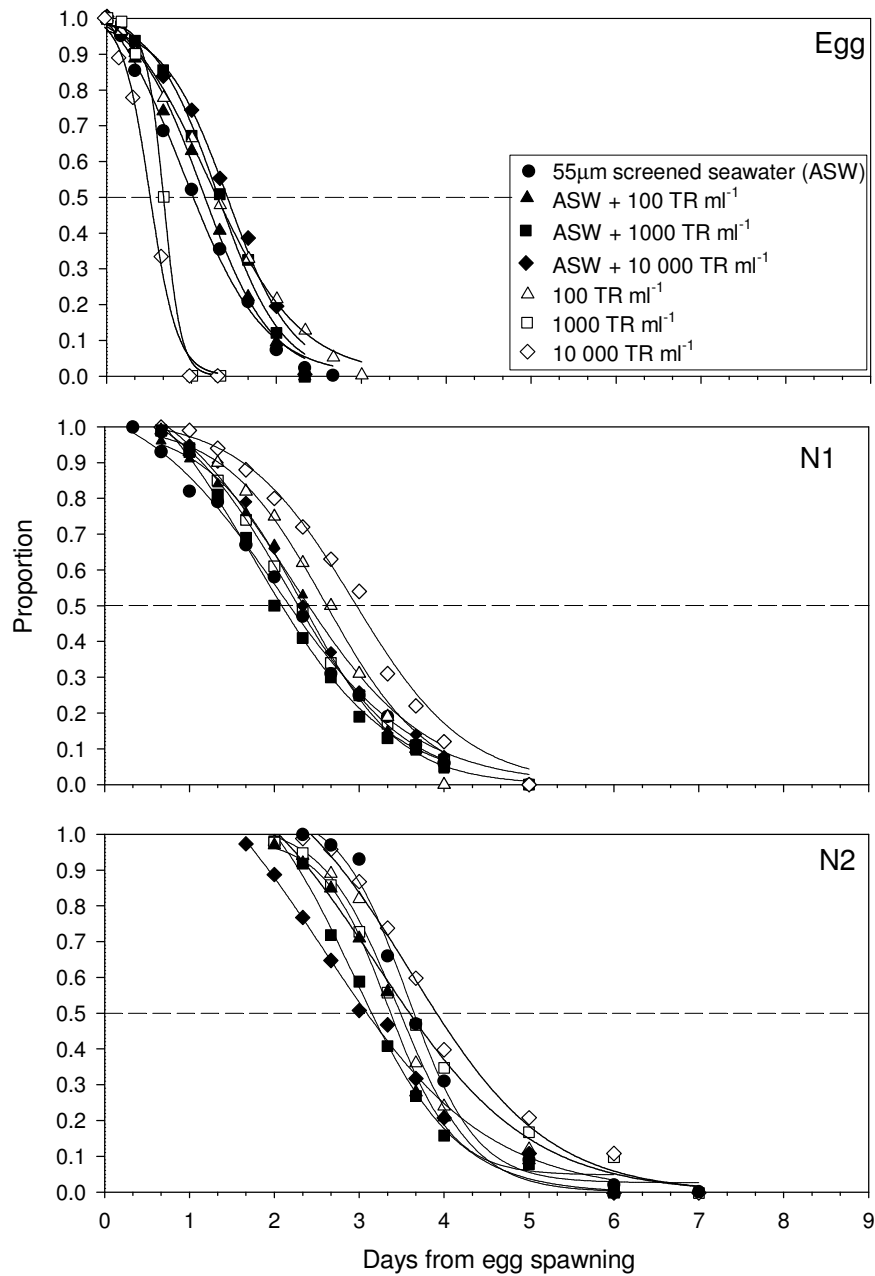 1.0
0.9
0.8
0.7
0.6
0.5
0.4
0.3
0.2
0.1
0.0
Egg
55μm screened seawater (ASW)
ASW + 100 TR ml-1
ASW + 1000 TR ml-1
ASW + 10 000 TR ml-1
100 TR ml-1
1000 TR ml-1
10 000 TR ml-1
Proportion
1.0
0.9
0.8
0.7
0.6
0.5
0.4
0.3
0.2
0.1
0.0
N1
1.0
0.9
0.8
0.7
0.6
0.5
0.4
0.3
0.2
0.1
0.0
N2
0 1 2 3 4 5 6 7 8 9
Days from egg spawning